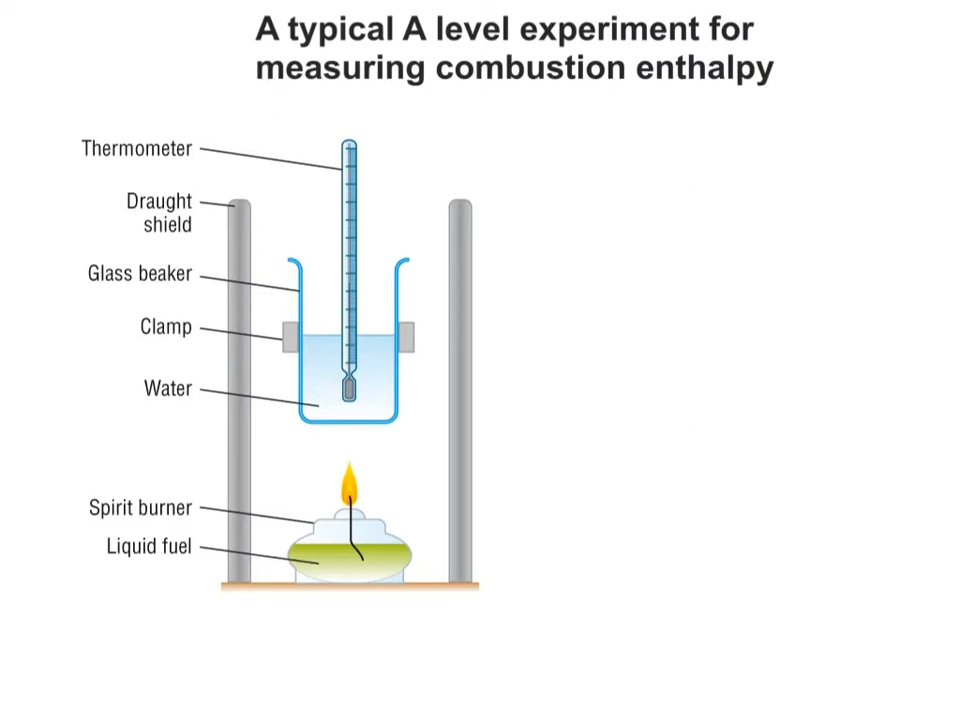 A typical A level experiment for
measuring combustion enthalpy
Thermometer
Draught
shield
Glass beaker
Clamp
Water
Spirit burner
Liquid fuel